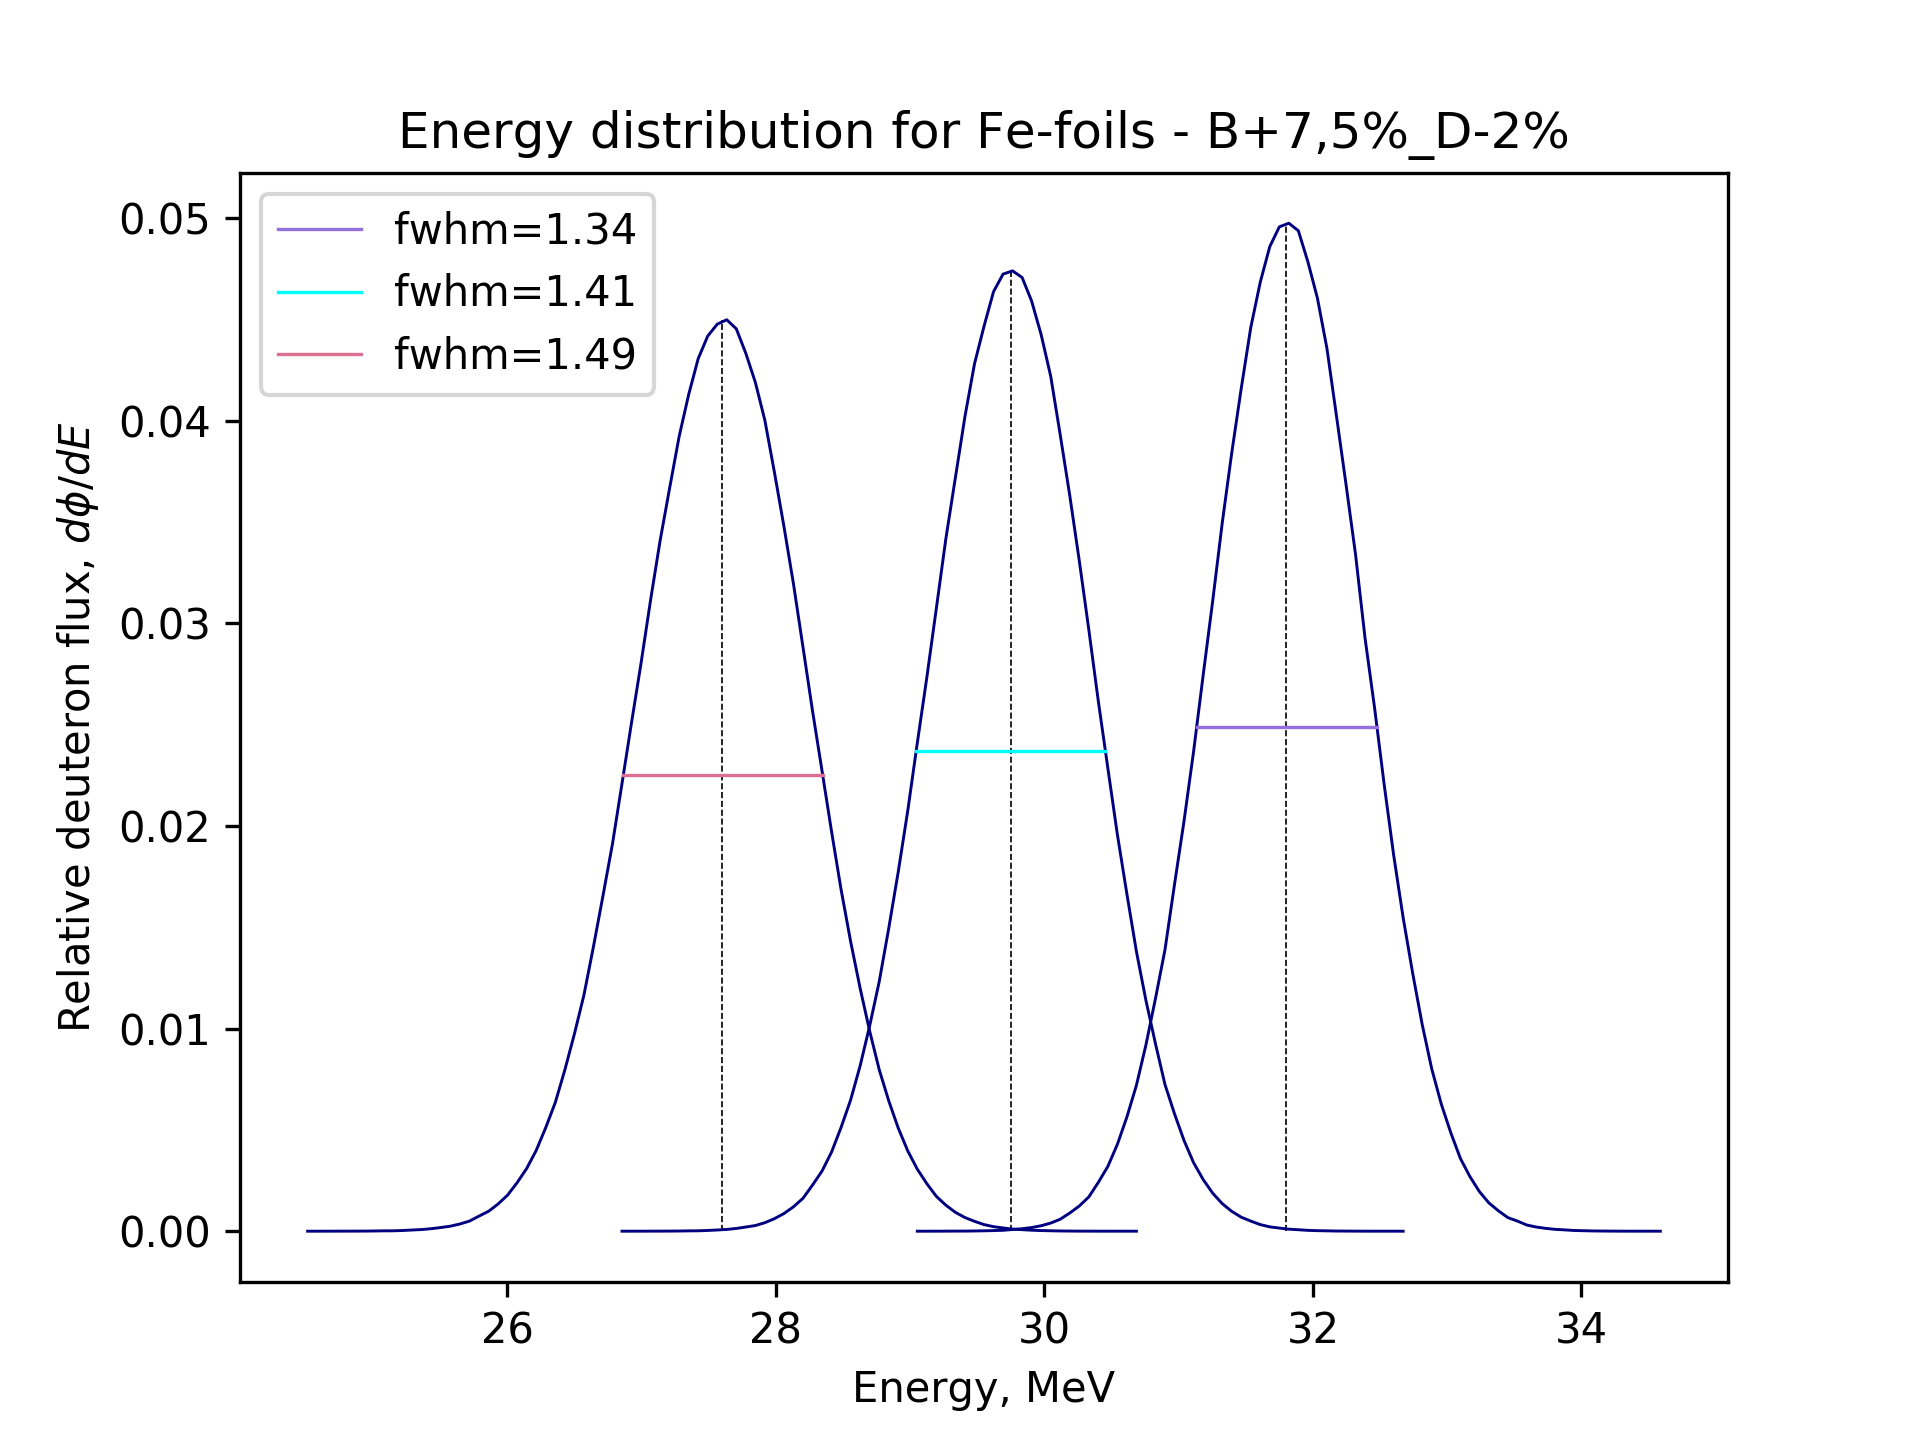 Energy distribution for Fe-foils - B+7,5%_D-2%
fwhm=1.34
fwhm=1.41
fwhm=1.49
Relative deuteron flux, dϕ/dE
0.05
0.04
0.03
0.02
0.01
0.00
26 28 30 32 34
Energy, MeV